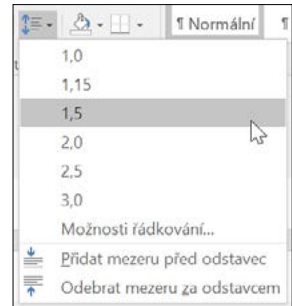 ¶ Normální ¶
1,0
1,15
1,5
2,0
2,5
3,0
Možnosti řádkování...
Přidat mezeru před odstavec
Odebrat mezeru za odstavcem